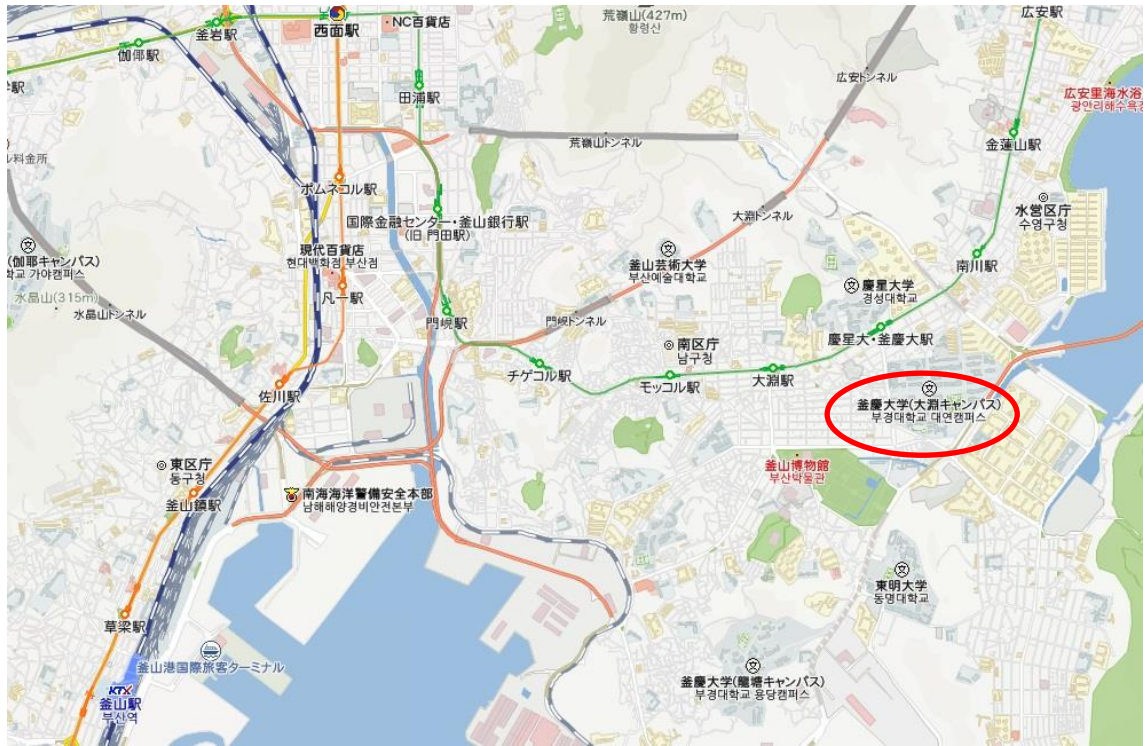 釜岩駅
伽倻駅
西面駅
NC百貨店
荒嶺山(427m)
황령산
広安駅
田浦駅
広安トンネル
広安里海水浴
광안리해수욕장
荒嶺山トンネル
金蓮山駅
ル料金所
ポムネコル駅
国際金融センター・釜山銀行駅
(旧 門田駅)
大淵トンネル
水営区庁
수영구청
(伽耶キャンパス)
학교 가야캠퍼스
現代百貨店
현대백화점 부산점
釜山芸術大学
부산예술대학교
南川駅
慶星大学
경성대학교
水晶山(315m)
水晶山トンネル
凡一駅
門峴駅
門峴トンネル
慶星大・釜慶大駅
南区庁
남구청
チゲコル駅
モッコル駅
大淵駅
佐川駅
釜慶大学(大淵キャンパス)
부경대학교 대연캠퍼스
東区庁
동구청
釜山博物館
부산박물관
釜山鎮駅
南海海洋警備安全本部
남해해양경비안전본부
東明大学
동명대학교
草梁駅
釜山港国際旅客ターミナル
KTX
釜山駅
부산역
釜慶大学(龍塘キャンパス)
부경대학교 용당캠퍼스